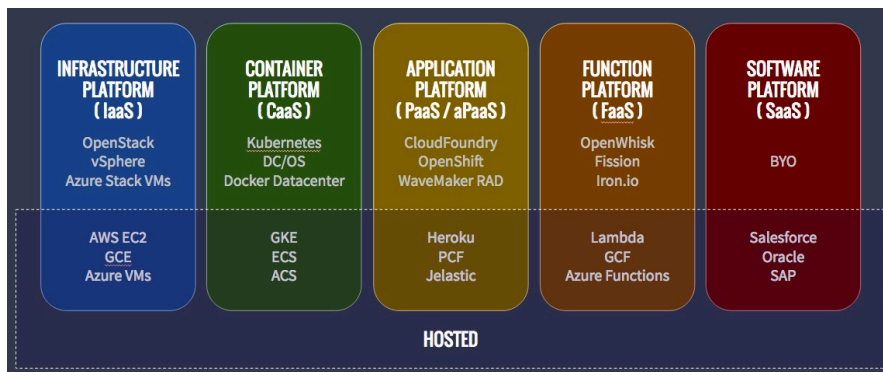 INFRASTRUCTURE
PLATFORM
( IaaS )
OpenStack
vSphere
Azure Stack VMs
AWS EC2
GCE
Azure VMs
CONTAINER
PLATFORM
( CaaS )
Kubernetes
DC/OS
Docker Datacenter
GKE
ECS
ACS
APPLICATION
PLATFORM
( PaaS / aPaaS )
CloudFoundry
OpenShift
WaveMaker RAD
Heroku
PCF
Jelastic
FUNCTION
PLATFORM
( FaaS )
OpenWhisk
Fission
Iron.io
Lambda
GCF
Azure Functions
SOFTWARE
PLATFORM
( SaaS )
BYO
Salesforce
Oracle
SAP
HOSTED